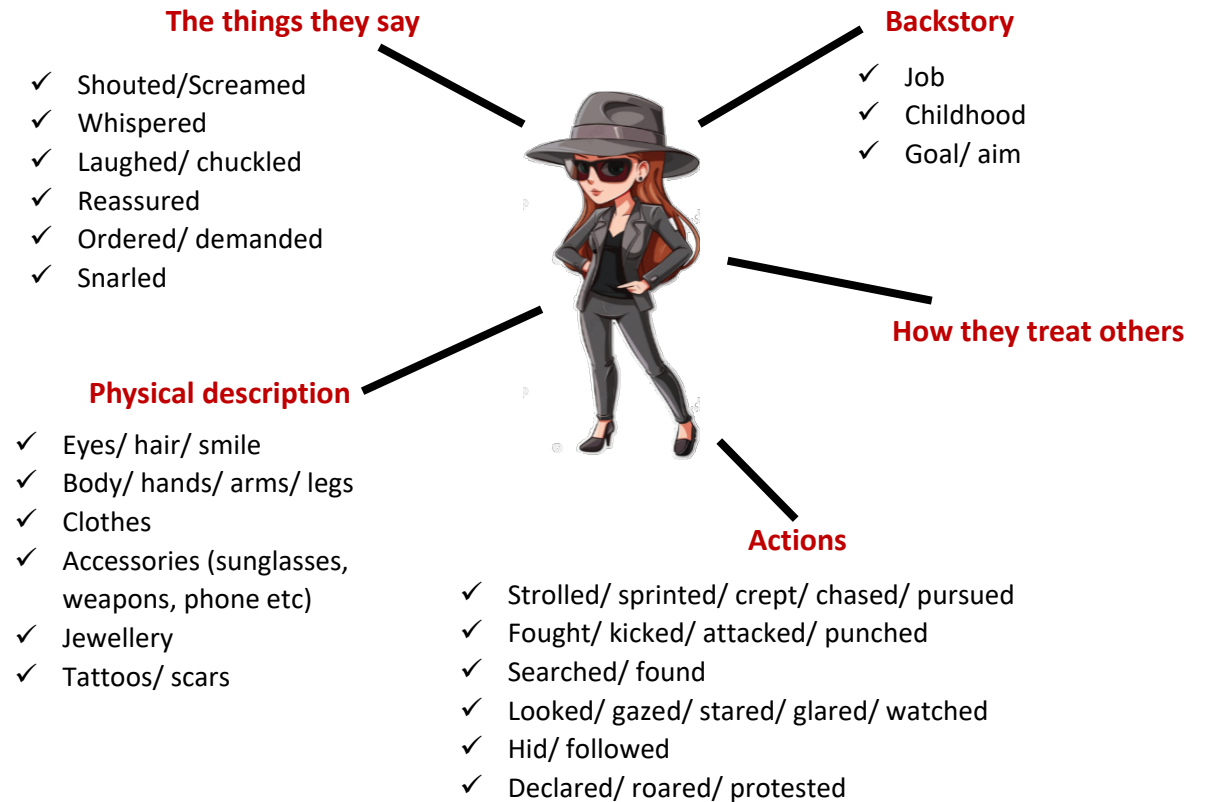 The things they say
✓ Shouted/Screamed
✓ Whispered
✓ Laughed/ chuckled
✓ Reassured
✓ Ordered/ demanded
✓ Snarled
Backstory
✓ Job
✓ Childhood
✓ Goal/ aim
How they treat others
Physical description
✓ Eyes/ hair/ smile
✓ Body/ hands/ arms/ legs
✓ Clothes
✓ Accessories (sunglasses,
weapons, phone etc)
✓ Jewellery
✓ Tattoos/ scars
Actions
✓ Strolled/ sprinted/ crept/ chased/ pursued
✓ Fought/ kicked/ attacked/ punched
✓ Searched/ found
✓ Looked/ gazed/ stared/ glared/ watched
✓ Hid/ followed
✓ Declared/ roared/ protested